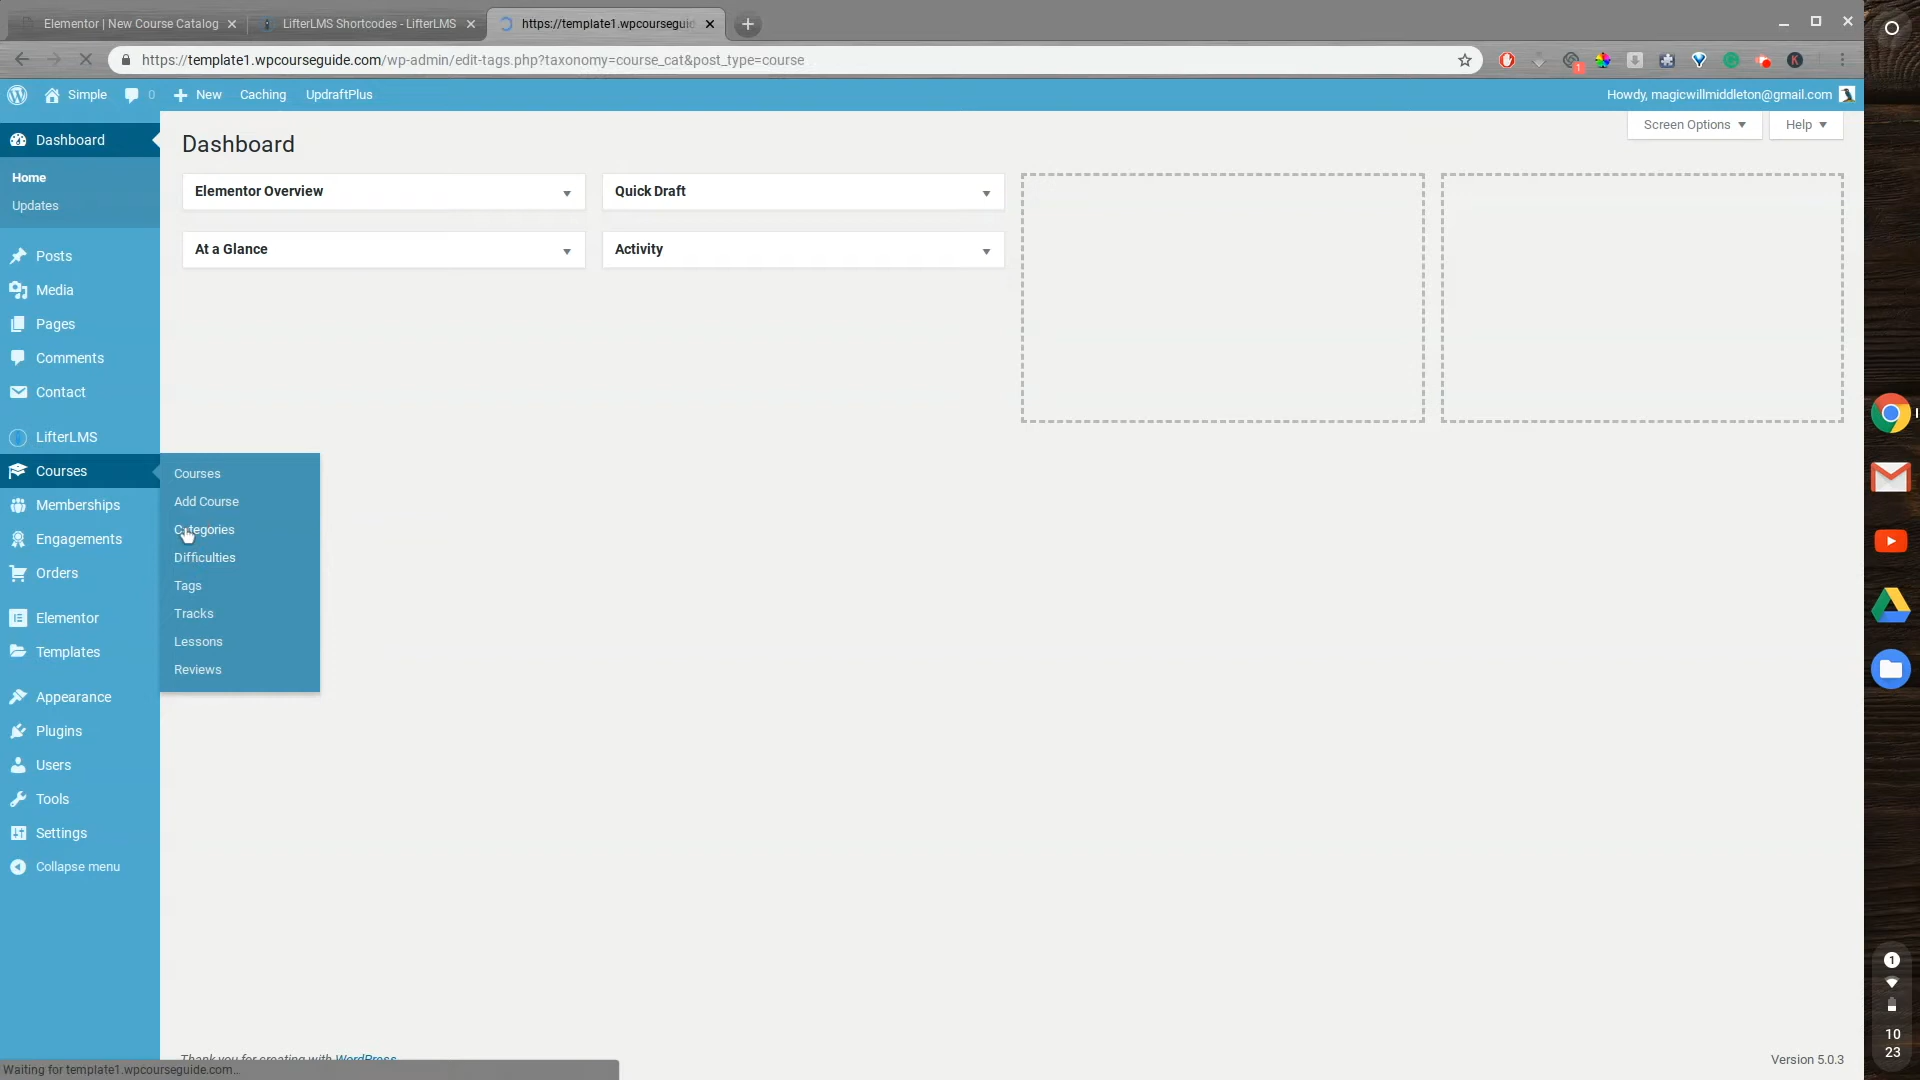 Elementor | New Course Catalog
LifterLMS Shortcodes - LifterLMS
https://template1.wpcourseguid
https://template1.wpcourseguide.com/wp-admin/edit-tags.php?taxonomy=course_cat&post_type=course
Simple
0
New
Caching
UpdraftPlus
Howdy, magicwillmiddleton@gmail.com
Dashboard
Home
Updates
Posts
Media
Pages
Comments
Contact
LifterLMS
Courses
Memberships
Engagements
Orders
Elementor
Templates
Appearance
Plugins
Users
Tools
Settings
Collapse menu
Courses
Add Course
Categories
Difficulties
Tags
Tracks
Lessons
Reviews
Dashboard
Screen Options
Help
Elementor Overview
Quick Draft
At a Glance
Activity
Thank you for creating with WordPress
Version 5.0.3
Waiting for template1.wpcourseguide.com...
1
K
1
10
23